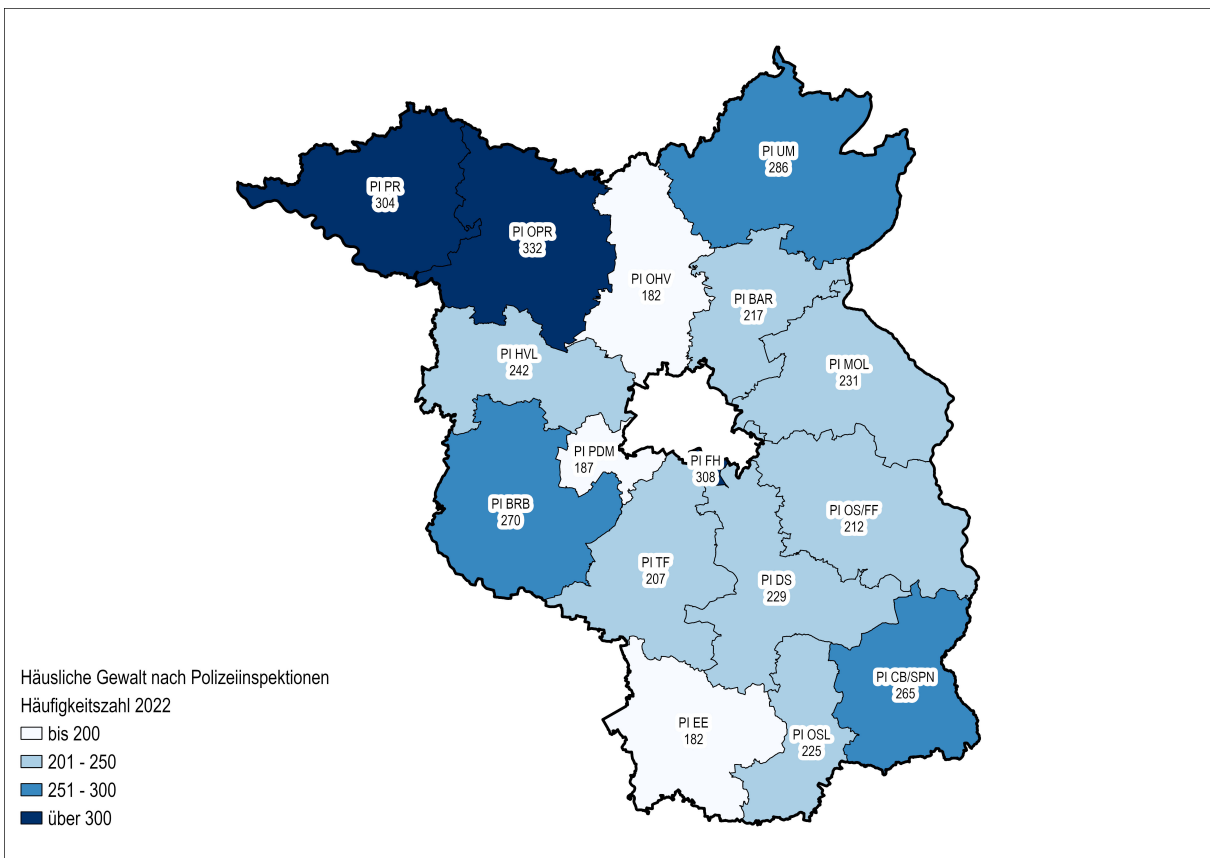 PI UM
286
PI PR
304
PI OPR
332
PI OHV
182
PI BAR
217
PI HVL
242
PI MOL
231
PI PDM
187
PI FH
308
PI BRB
270
PI OS/FF
212
PI TF
207
PI DS
229
PI CB/SPN
265
PI EE
182
PI OSL
225
Häusliche Gewalt nach Polizeiinspektionen
Häufigkeitszahl 2022
bis 200
201 - 250
251 - 300
über 300